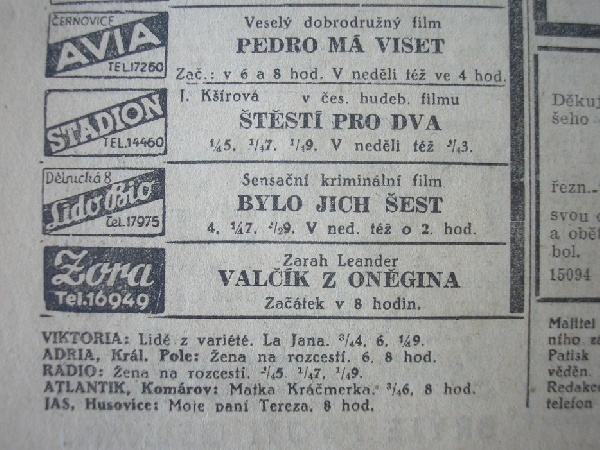 ČERNOVICE
AVIA
TEL.17260
Veselý dobrodružný film
PEDRO MÁ VISET
Zač.: v 6 a 8 hod. V neděli též ve 4 hod.
STADION
TEL.14460
J. Kšírová v čes. hudeb. filmu
ŠTĚSTÍ PRO DVA
¼5, ¾7, ¼9. V neděli též ¾3.
Dělnická 8
Lido Bio
tel. 17975
Sensační kriminální film
BYLO JICH ŠEST
4, ¼7, ½9. V ned. též o 2. hod.
Zora
Tel.16949
Zarah Leander
VALČÍK Z ONĚGINA
Začátek v 8 hodin.
VIKTORIA: Lidé z variété. La Jana. ¾4, 6, ¼9.
ADRIA, Král. Pole: Žena na rozcestí. 6, 8 hod.
RADIO: Žena na rozcestí. ¼7, ¼9.
ATLANTIK, Komárov: Matka Kráčmerka. ¾6, 8 hod.
JAS, Husovice: Moje paní Tereza, 8 hod.
Děkuj
šeho
řezn.-
svou
a obět
bol.
15094
Majitel
ního zá
Patisk
věděn.
Redakce
telefon